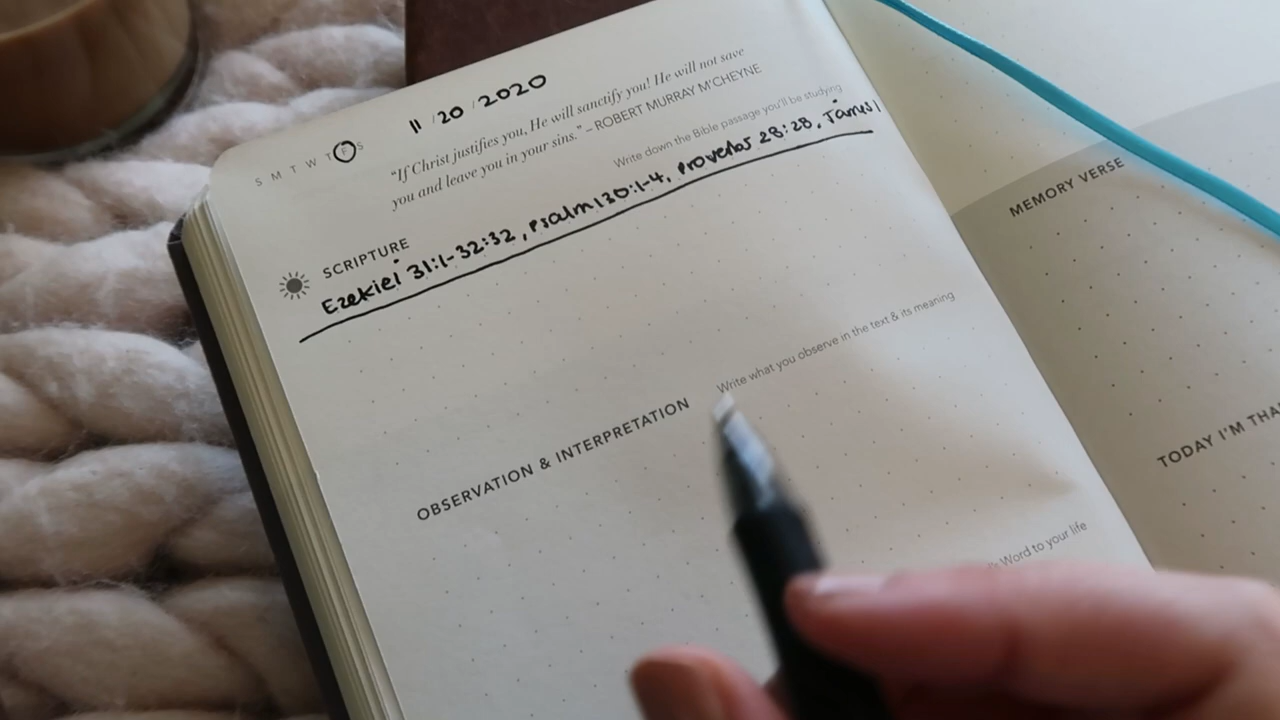 11 / 20 / 2020
S M T W T F S
"If Christ justifies you, He will sanctify you! He will not save
you and leave you in your sins." – ROBERT MURRAY M'CHEYNE
SCRIPTURE
Write down the Bible passage you'll be studying
Ezekiel 31:1-32:32, Psalm 130:1-4, Proverbs 28:28, James 1
OBSERVATION & INTERPRETATION
Write what you observe in the text & its meaning
Word to your life
MEMORY VERSE
TODAY I'M